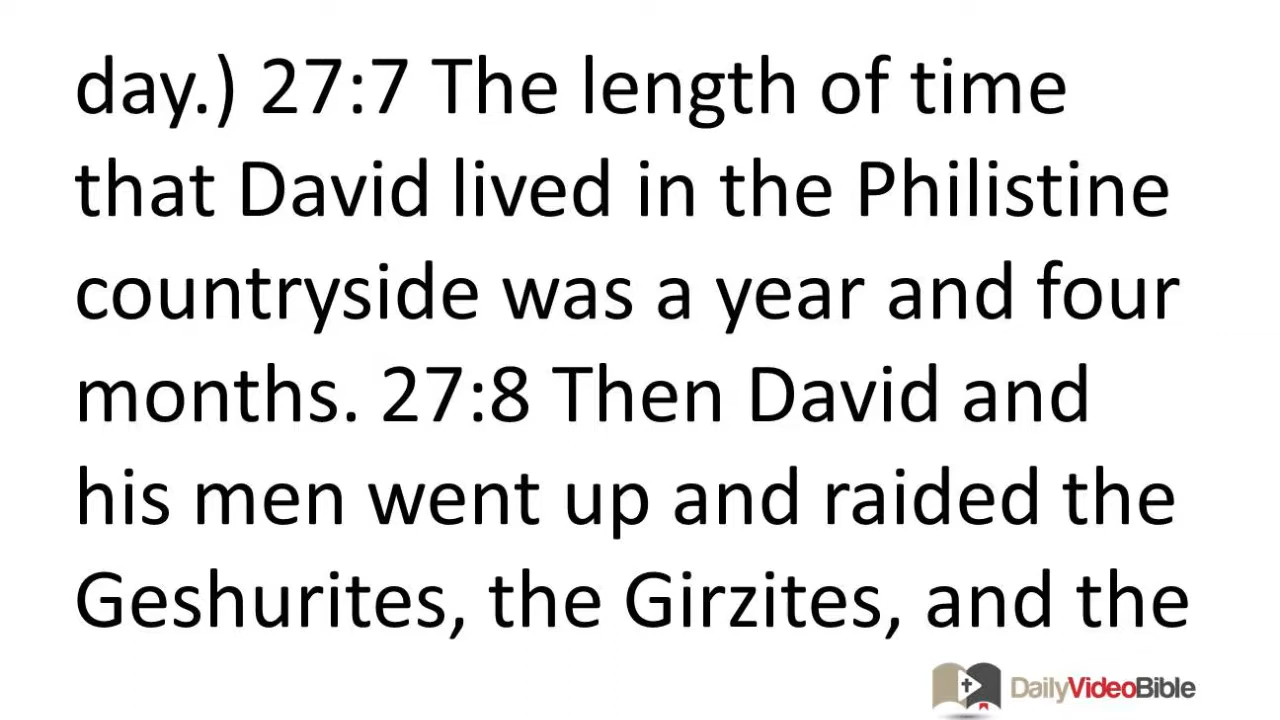 day.) 27:7 The length of time
that David lived in the Philistine
countryside was a year and four
months. 27:8 Then David and
his men went up and raided the
Geshurites, the Girzites, and the
DailyVideoBible